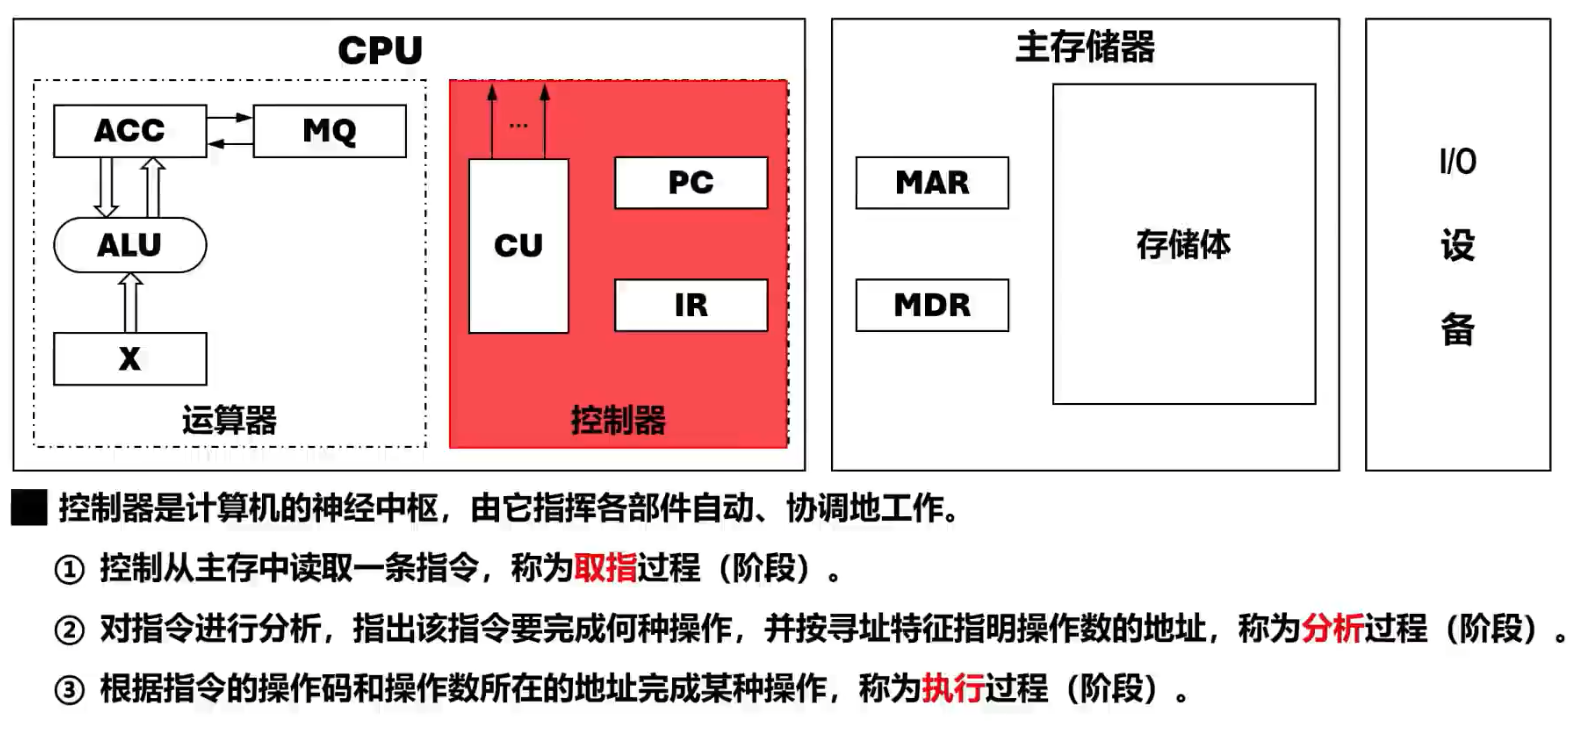 CPU
主存储器
ACC
MQ
...
PC
MAR
I/O
ALU
CU
存储体
设
IR
MDR
备
X
运算器
控制器
控制器是计算机的神经中枢，由它指挥各部件自动、协调地工作。
① 控制从主存中读取一条指令，称为取指过程（阶段）。
② 对指令进行分析，指出该指令要完成何种操作，并按寻址特征指明操作数的地址，称为分析过程（阶段）。
③ 根据指令的操作码和操作数所在的地址完成某种操作，称为执行过程（阶段）。